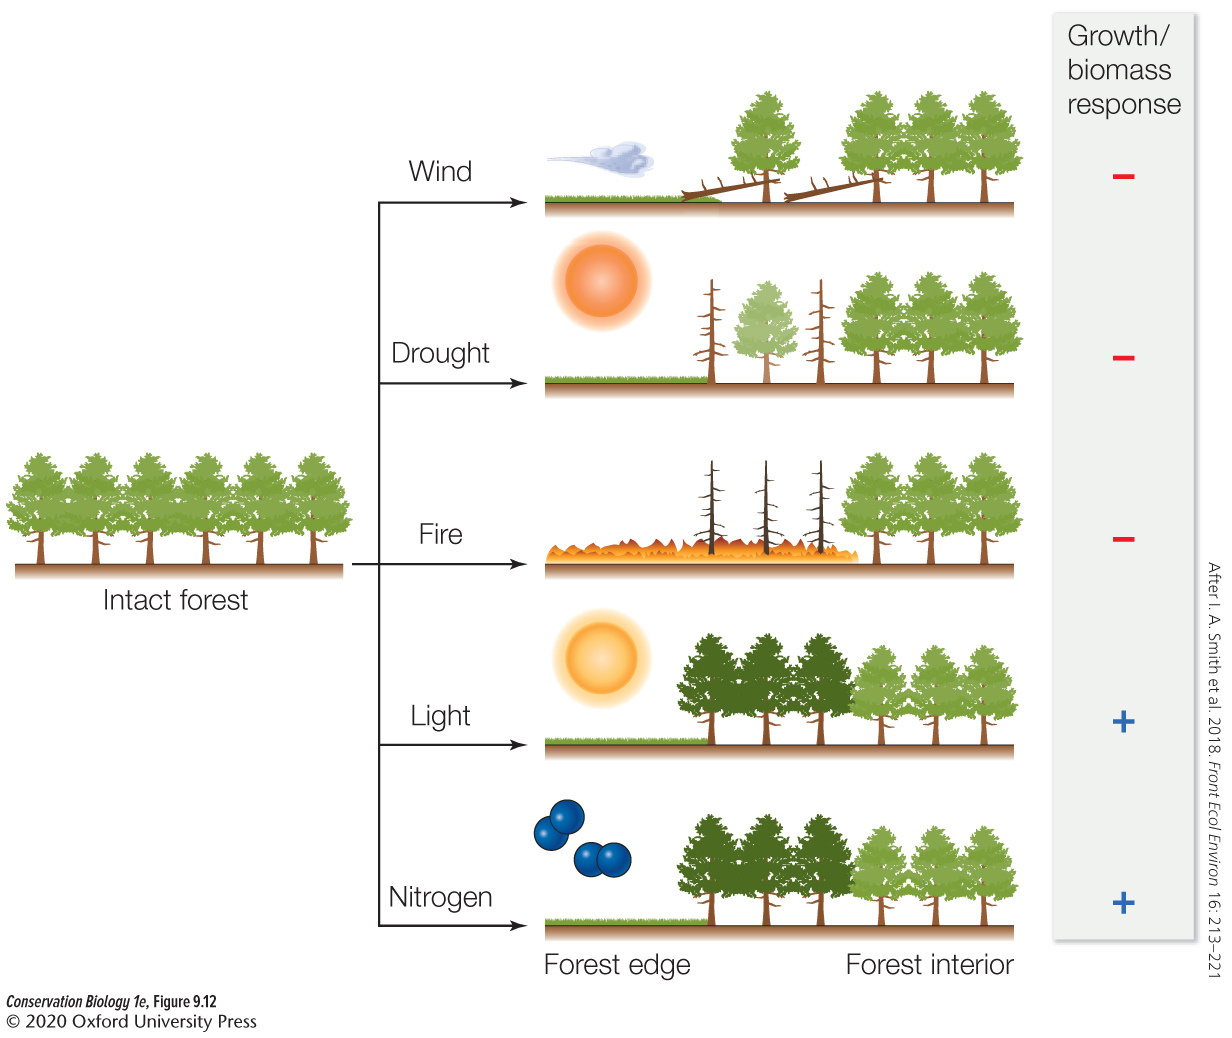 Growth/
biomass
response
Wind
−
Drought
−
Intact forest
Fire
−
Light
+
Nitrogen
+
Forest edge
Forest interior
After I. A. Smith et al. 2018. Front Ecol Environ 16: 213–221
Conservation Biology 1e, Figure 9.12
© 2020 Oxford University Press